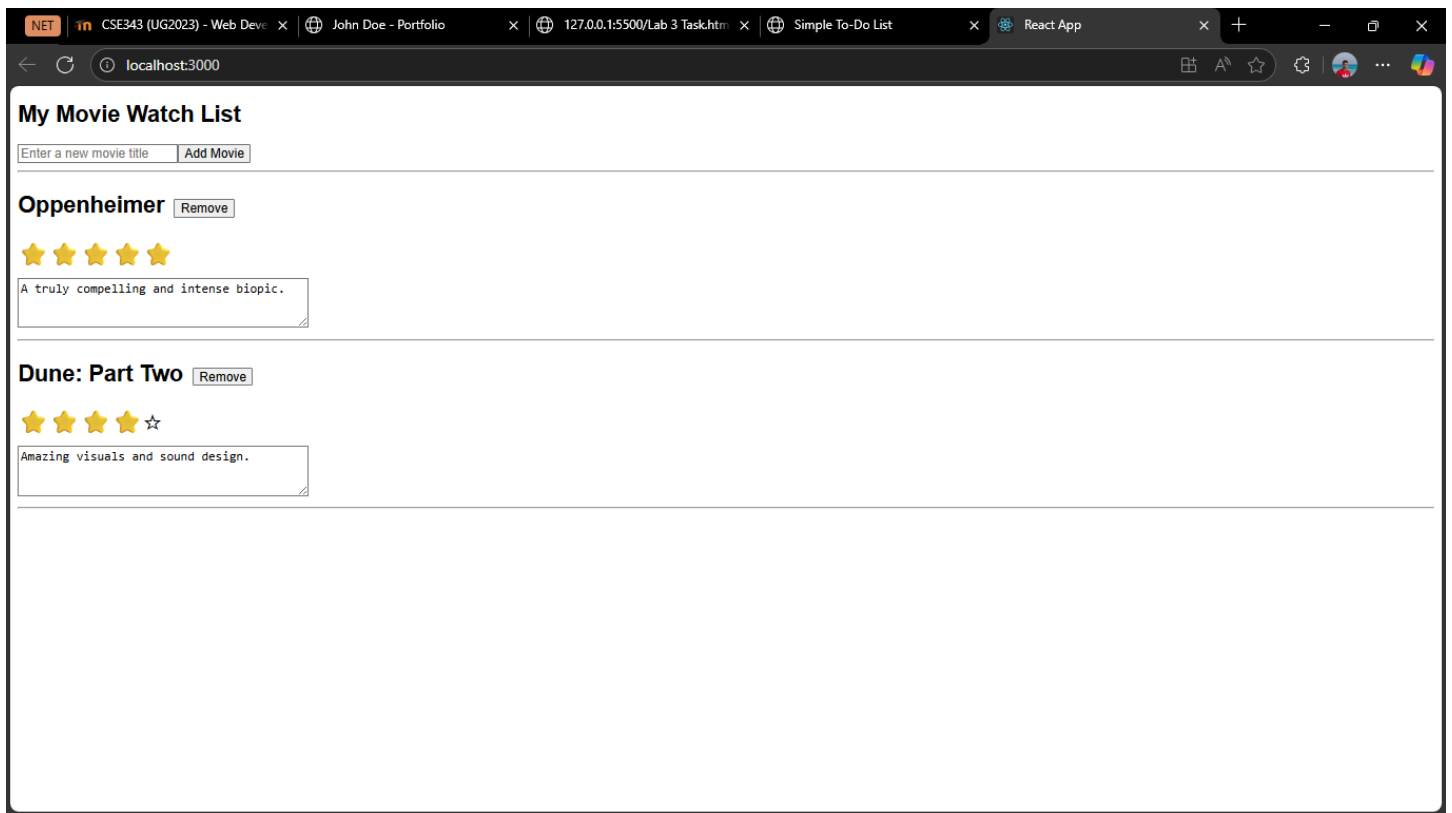 NET CSE343 (UG2023) - Web Deve John Doe - Portfolio 127.0.0.1:5500/Lab 3 Task.htm Simple To-Do List React App
localhost:3000
My Movie Watch List
Enter a new movie title Add Movie
Oppenheimer Remove
A truly compelling and intense biopic.
Dune: Part Two Remove
Amazing visuals and sound design.